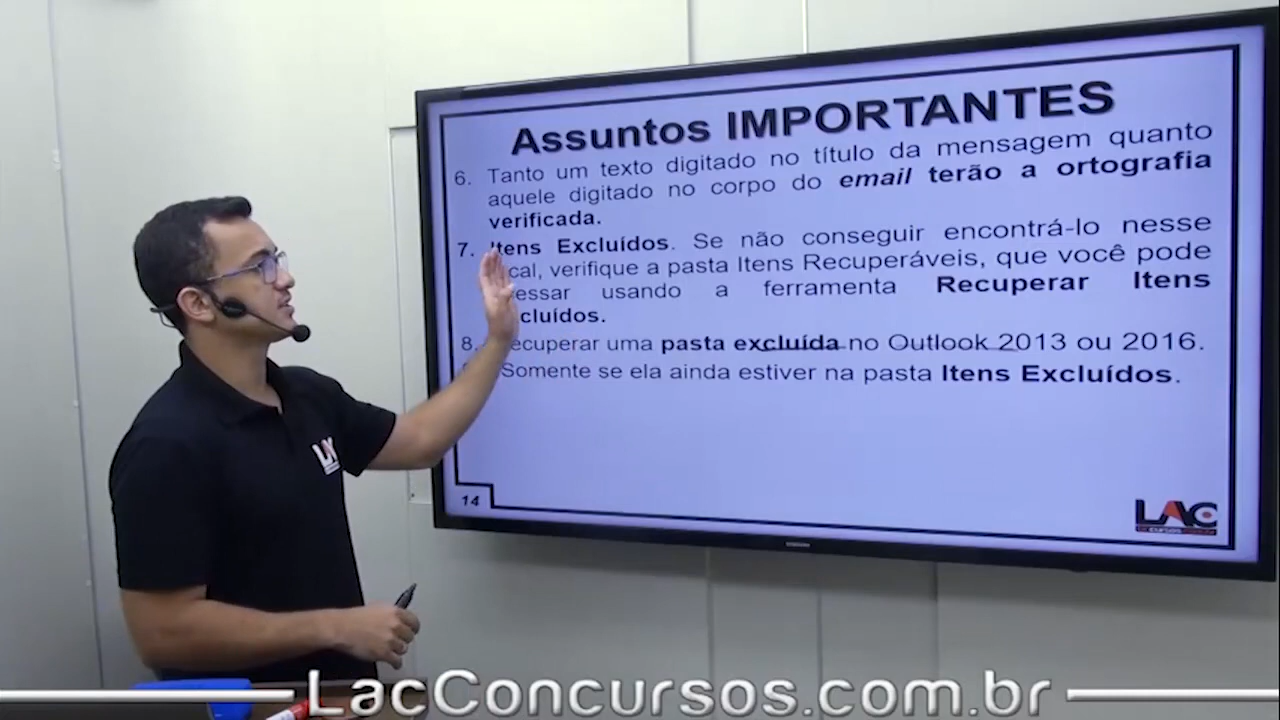 Assuntos IMPORTANTES
6. Tanto um texto digitado no título da mensagem quanto
aquele digitado no corpo do email terão a ortografia
verificada.
7. Itens Excluídos. Se não conseguir encontrá-lo nesse
cal, verifique a pasta Itens Recuperáveis, que você pode
essar usando a ferramenta Recuperar Itens
cluídos.
8. ecuperar uma pasta excluída no Outlook 2013 ou 2016.
Somente se ela ainda estiver na pasta Itens Excluídos.
14
LAC
LAC
LacConcursos.com.br